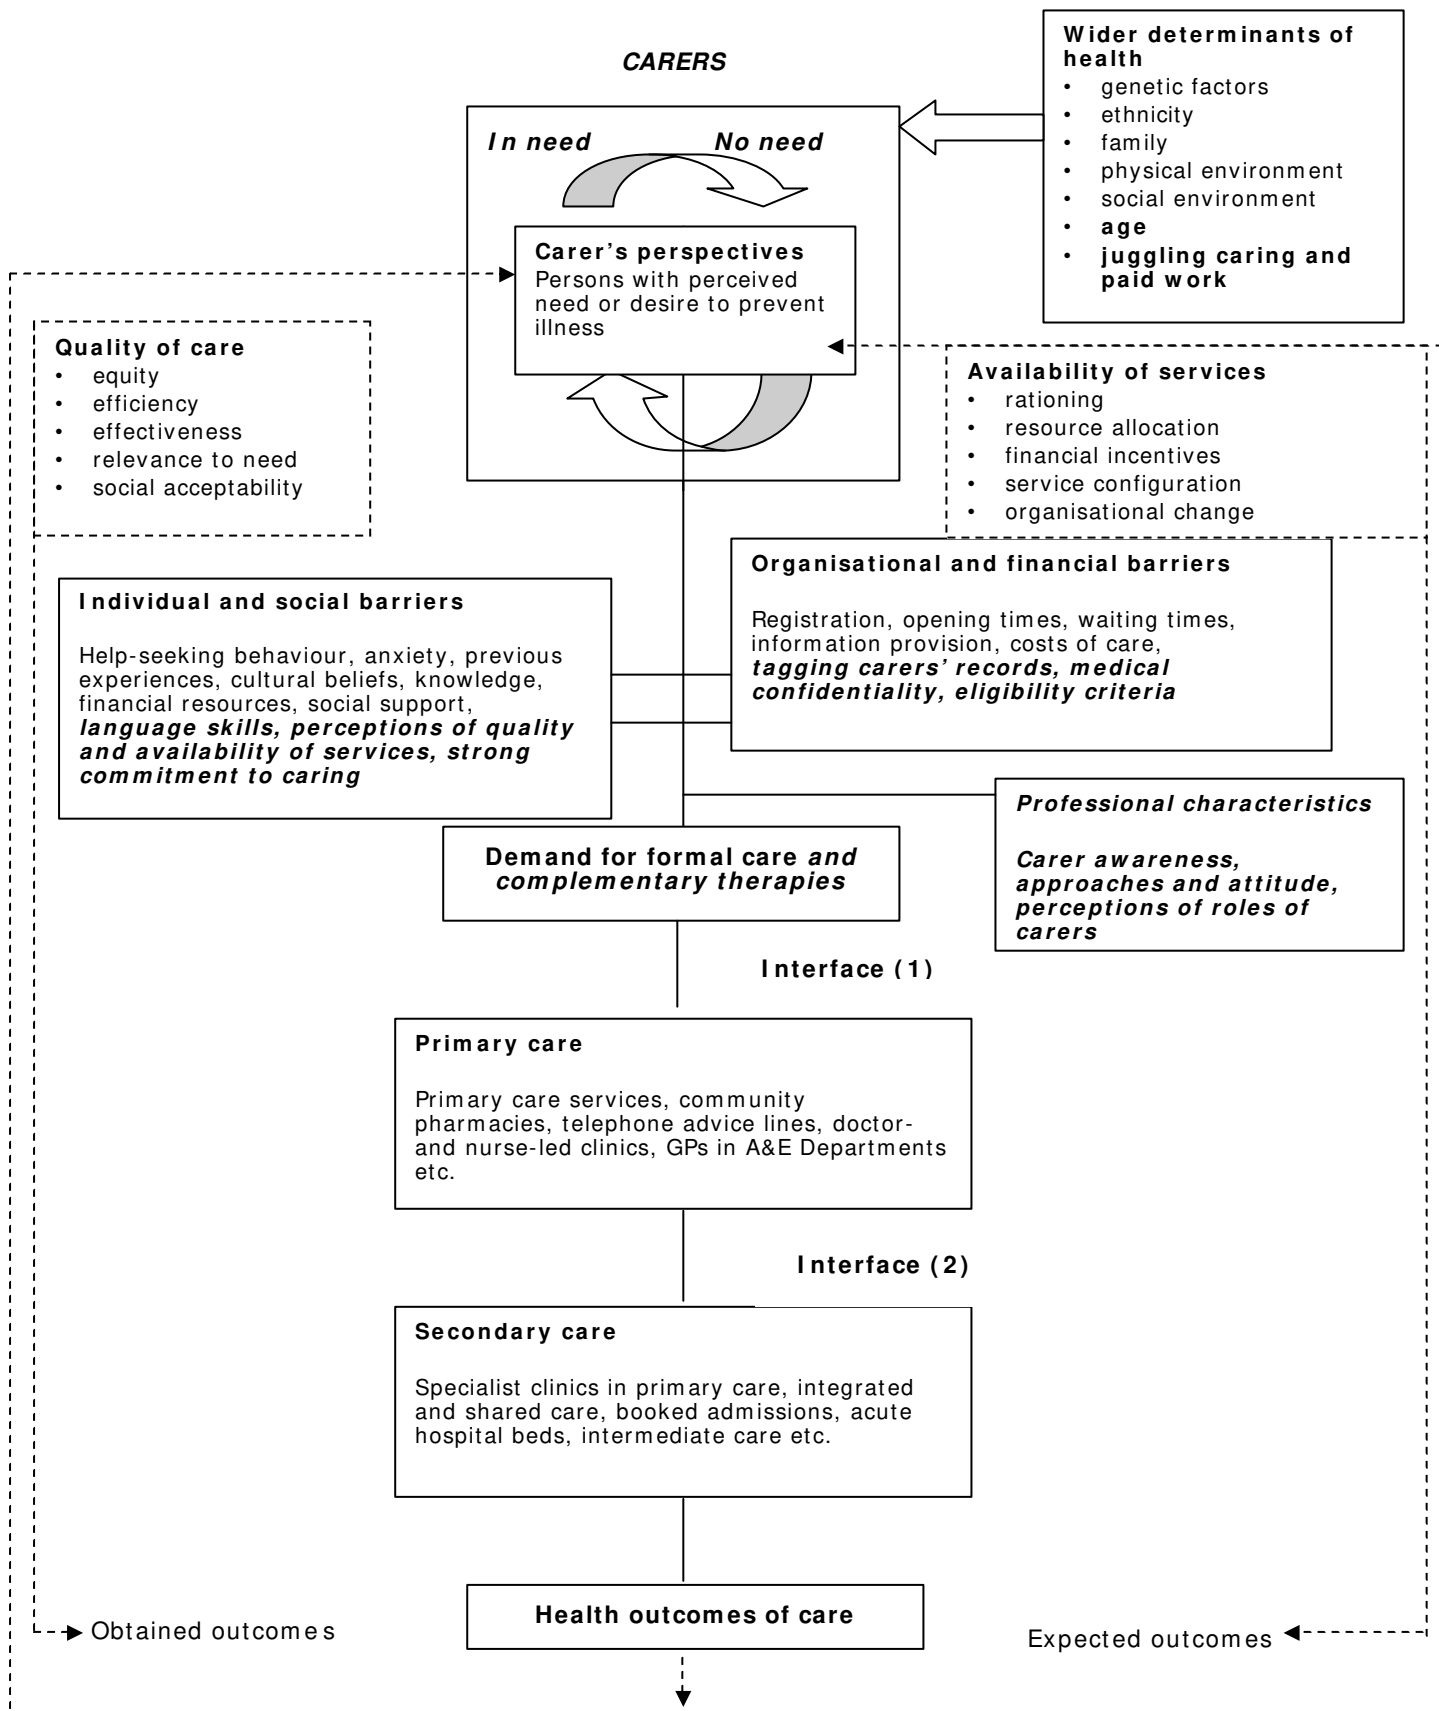 CARERS
Wider determinants of
health
• genetic factors
• ethnicity
• family
• physical environment
• social environment
• age
• juggling caring and
paid work
In need
No need
Carer’s perspectives
Persons with perceived
need or desire to prevent
illness
Quality of care
• equity
• efficiency
• effectiveness
• relevance to need
• social acceptability
Availability of services
• rationing
• resource allocation
• financial incentives
• service configuration
• organisational change
Individual and social barriers
Help-seeking behaviour, anxiety, previous
experiences, cultural beliefs, knowledge,
financial resources, social support,
language skills, perceptions of quality
and availability of services, strong
commitment to caring
Organisational and financial barriers
Registration, opening times, waiting times,
information provision, costs of care,
tagging carers’ records, medical
confidentiality, eligibility criteria
Professional characteristics
Carer awareness,
approaches and attitude,
perceptions of roles of
carers
Demand for formal care and
complementary therapies
Interface (1)
Primary care
Primary care services, community
pharmacies, telephone advice lines, doctor-
and nurse-led clinics, GPs in A&E Departments
etc.
Interface (2)
Secondary care
Specialist clinics in primary care, integrated
and shared care, booked admissions, acute
hospital beds, intermediate care etc.
Health outcomes of care
Obtained outcomes
Expected outcomes